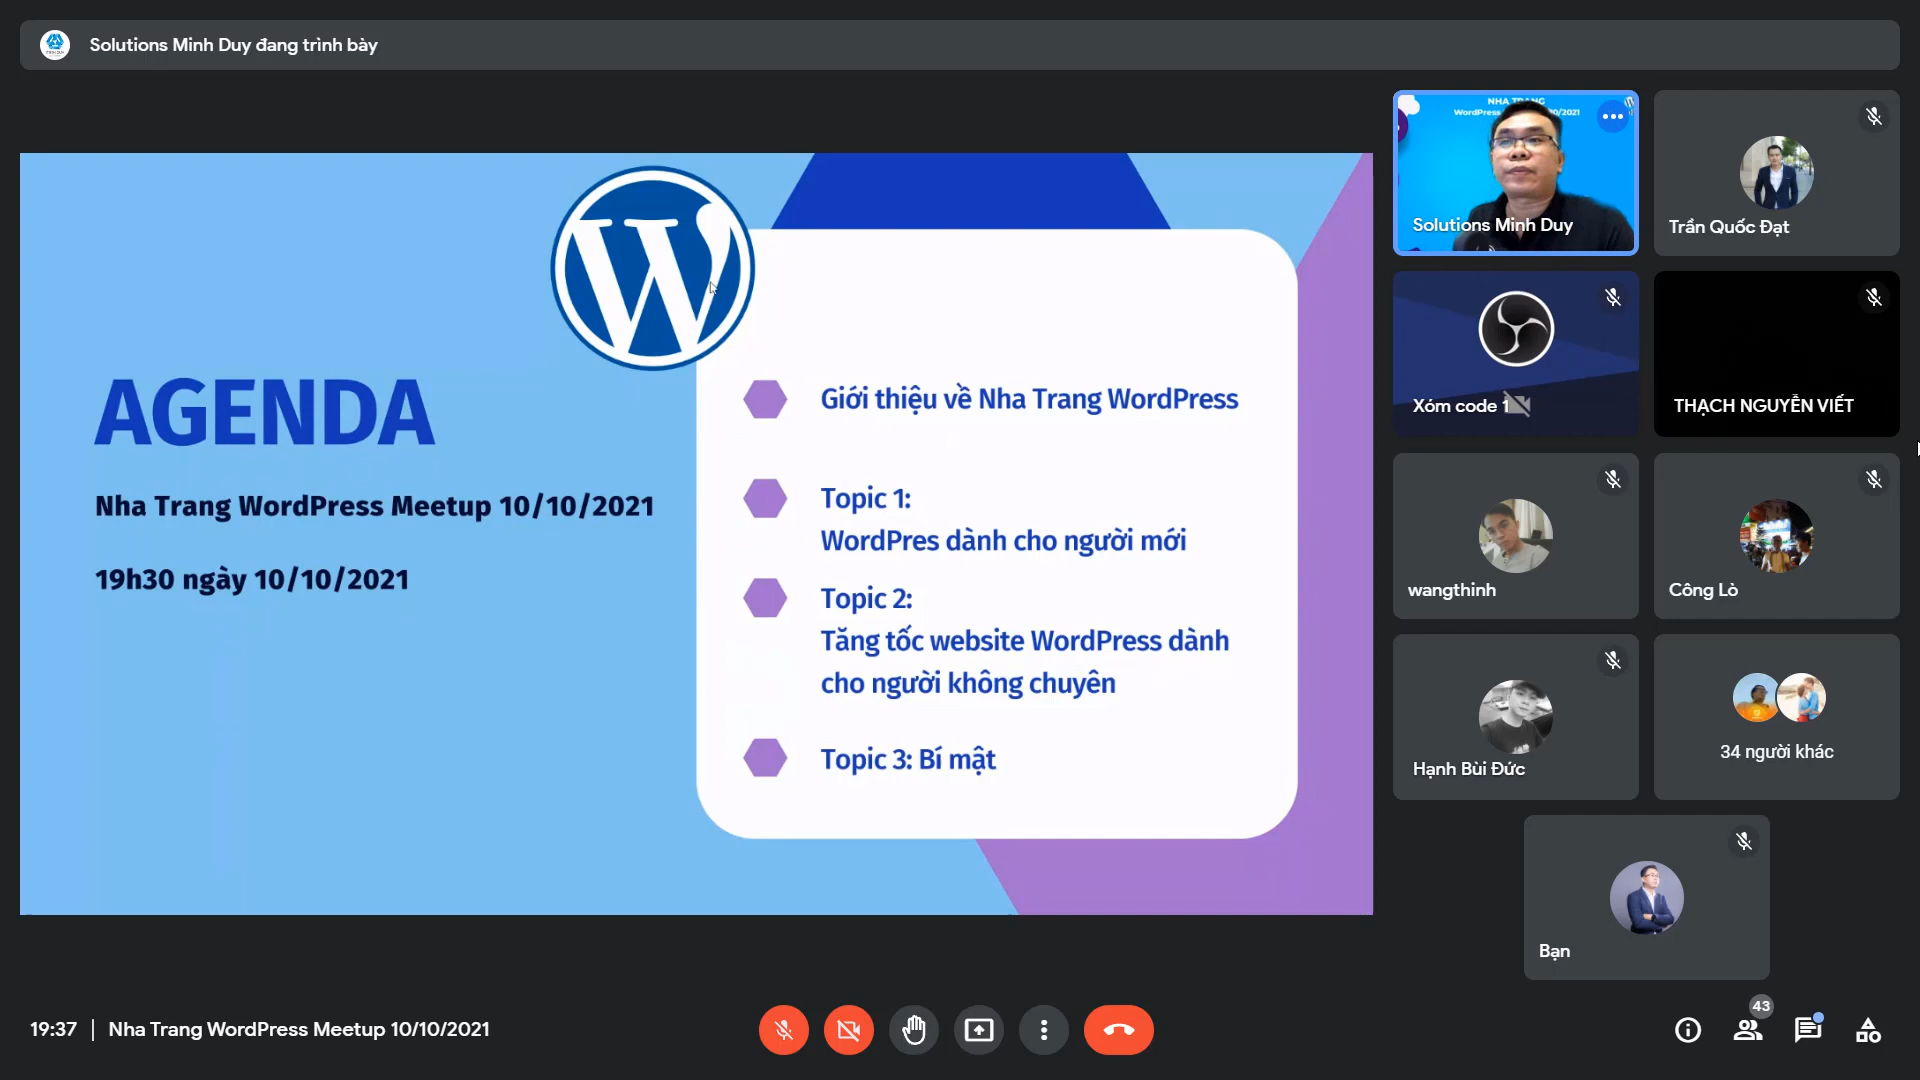 Solutions Minh Duy đang trình bày
AGENDA
Nha Trang WordPress Meetup 10/10/2021
19h30 ngày 10/10/2021
Giới thiệu về Nha Trang WordPress
Topic 1:
WordPres dành cho người mới
Topic 2:
Tăng tốc website WordPress dành
cho người không chuyên
Topic 3: Bí mật
NHA TRANG
WordPress
/2021
Solutions Minh Duy
Trần Quốc Đạt
Xóm code 1
THẠCH NGUYỄN VIẾT
wangthinh
Công Lò
Hạnh Bùi Đức
34 người khác
Bạn
19:37
Nha Trang WordPress Meetup 10/10/2021
43